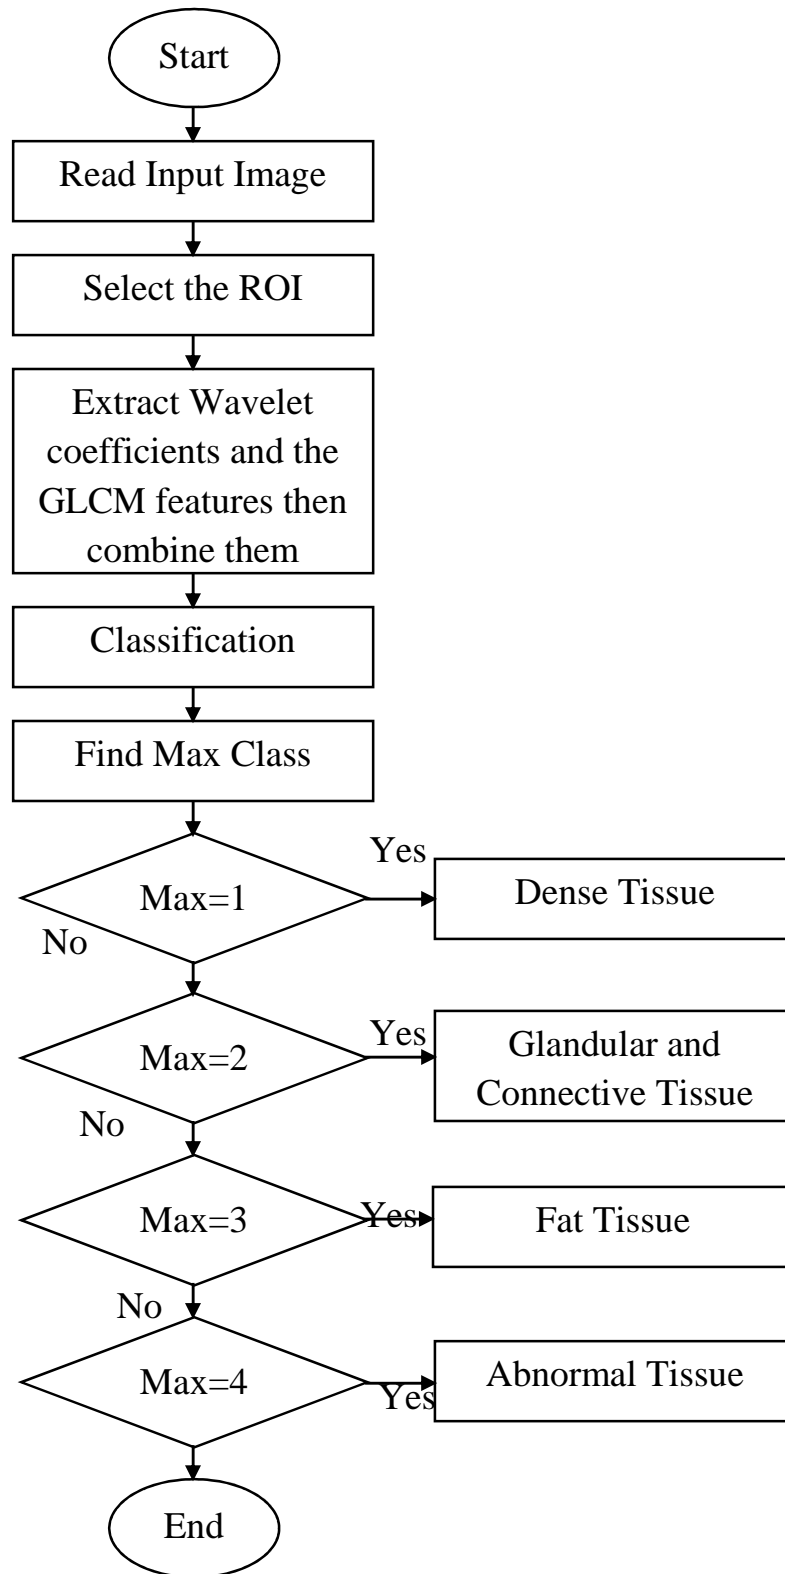 Start
Read Input Image
Select the ROI
Extract Wavelet
coefficients and the
GLCM features then
combine them
Classification
Find Max Class
Max=1
Yes
Dense Tissue
No
Max=2
Yes
Glandular and
Connective Tissue
No
Max=3
Yes
Fat Tissue
No
Max=4
Yes
Abnormal Tissue
End